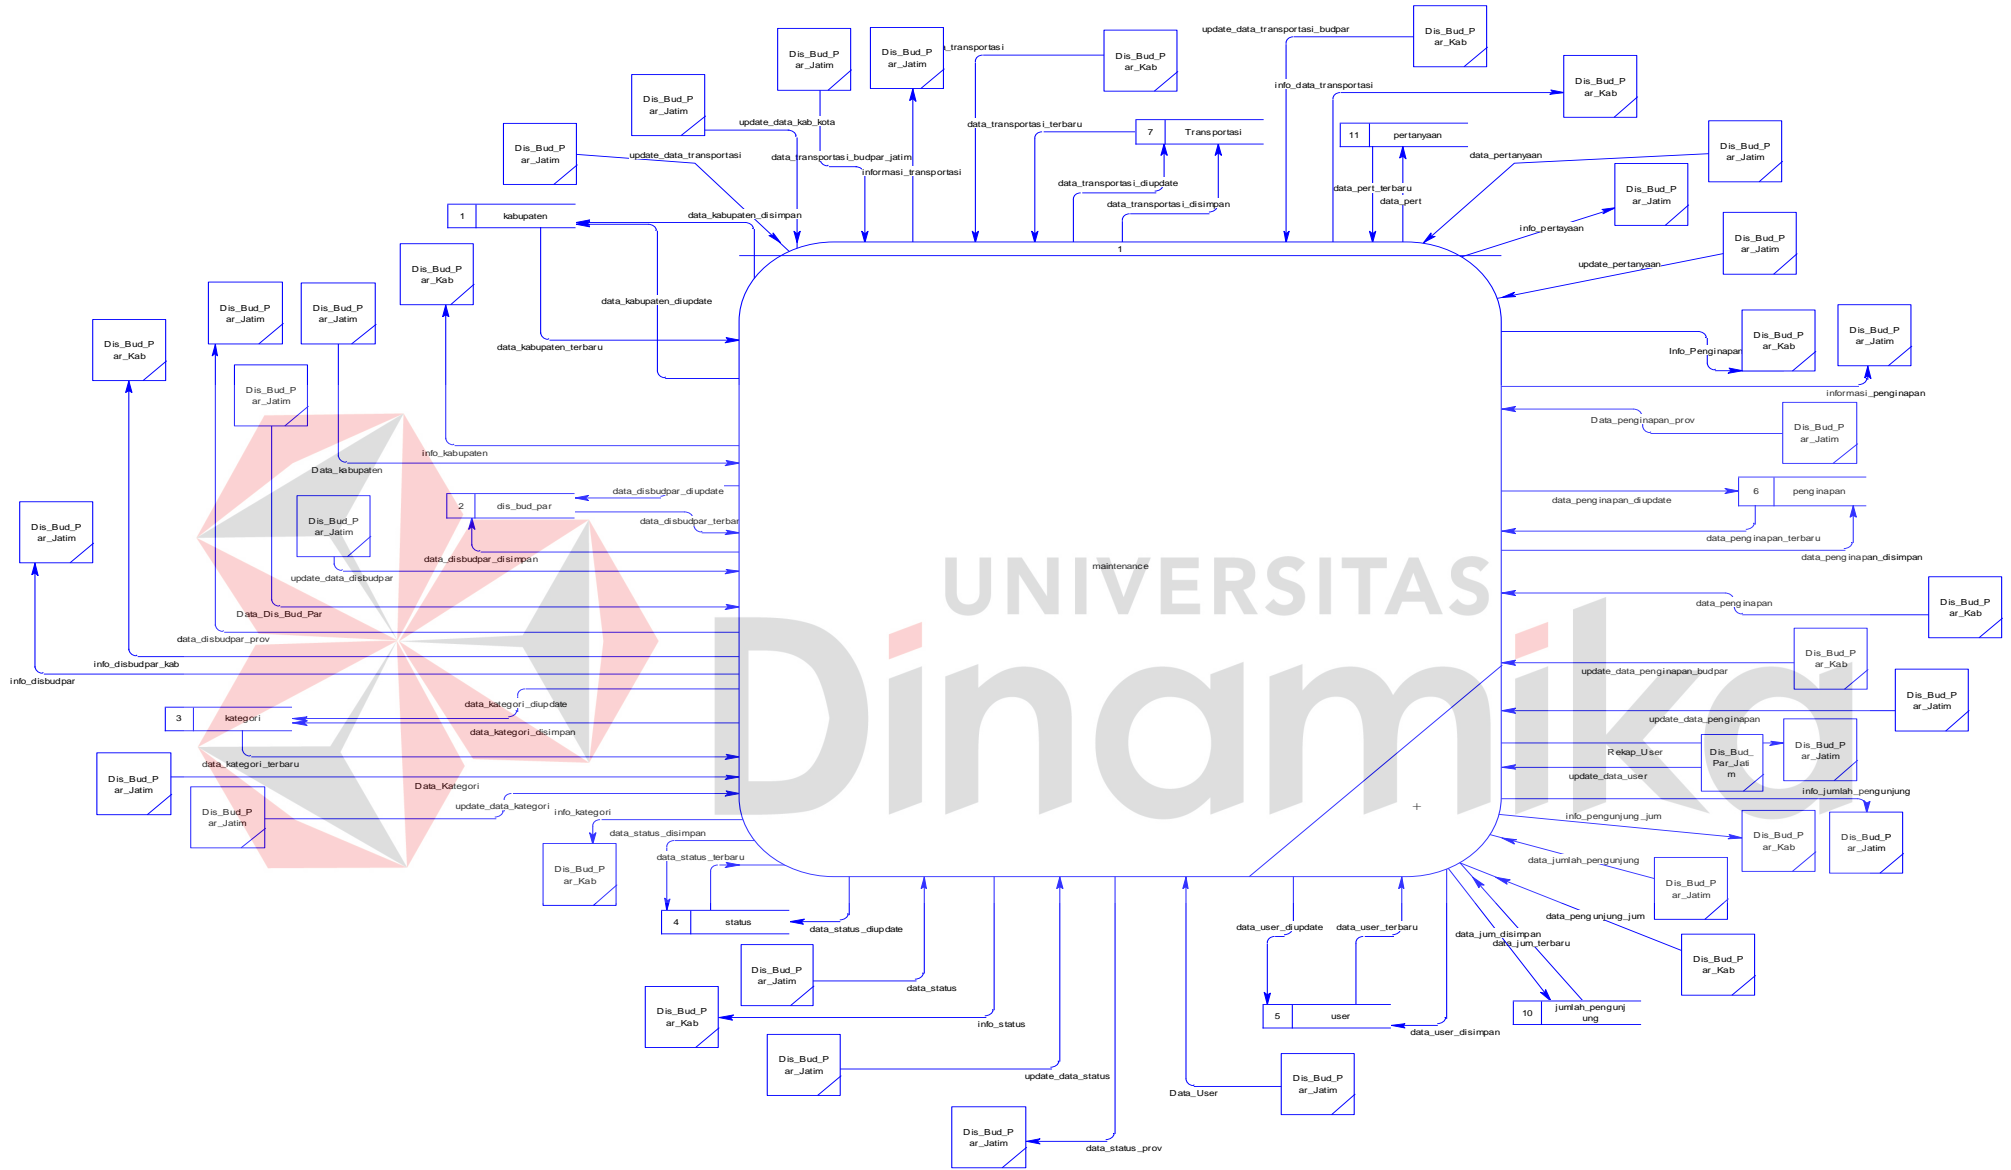 Dis_Bud_P
ar_Kab
update_data_transportasi_budpar
Dis_Bud_P
ar_Jatim
Dis_Bud_P
ar_Jatim
_transportasi
Dis_Bud_P
ar_Kab
Dis_Bud_P
ar_Kab
info_data_transportasi
Dis_Bud_P
ar_Jatim
update_data_kab_kota
data_transportasi_terbaru
7
Transportasi
11
pertanyaan
Dis_Bud_P
ar_Jatim
update_data_transportasi
data_transportasi_budpar_jatim
informasi_transportasi
data_pertanyaan
Dis_Bud_P
ar_Jatim
data_transportasi_diupdate
data_pert_terbaru
Dis_Bud_P
ar_Jatim
1
kabupaten
data_kabupaten_disimpan
data_transportasi_disimpan
data_pert
info_pertayaan
Dis_Bud_P
ar_Jatim
1
update_pertanyaan
Dis_Bud_P
ar_Kab
data_kabupaten_diupdate
Dis_Bud_P
ar_Jatim
Dis_Bud_P
ar_Jatim
Dis_Bud_P
ar_Kab
data_kabupaten_terbaru
Info_Penginapan
Dis_Bud_P
ar_Kab
Dis_Bud_P
ar_Jatim
Dis_Bud_P
ar_Jatim
informasi_penginapan
Data_penginapan_prov
Dis_Bud_P
ar_Jatim
info_kabupaten
Data_kabupaten
data_disbudpar_diupdate
2
dis_bud_par
data_disbudpar_terbar
data_penginapan_diupdate
6
penginapan
Dis_Bud_P
ar_Jatim
Dis_Bud_P
ar_Jatim
data_penginapan_terbaru
data_disbudpar_disimpan
data_penginapan_disimpan
maintenance
UNIVERSITAS
Dinamika
update_data_disbudpar
Data_Dis_Bud_Par
data_penginapan
Dis_Bud_P
ar_Kab
data_disbudpar_prov
info_disbudpar_kab
info_disbudpar
Dis_Bud_P
ar_Kab
update_data_penginapan_budpar
Dis_Bud_P
ar_Jatim
data_kategori_diupdate
3
kategori
data_kategori_disimpan
update_data_penginapan
data_kategori_terbaru
Rekap_User
Dis_Bud_
Par_Jati
m
Dis_Bud_P
ar_Jatim
update_data_user
Dis_Bud_P
ar_Jatim
Data_Kategori
info_jumlah_pengunjung
Dis_Bud_P
ar_Jatim
update_data_kategori
info_kategori
info_pengunjung_jum
Dis_Bud_P
ar_Kab
Dis_Bud_P
ar_Jatim
data_status_disimpan
data_status_terbaru
data_jumlah_pengunjung
Dis_Bud_P
ar_Kab
Dis_Bud_P
ar_Jatim
4
status
data_status_diupdate
data_user_diupdate
data_user_terbaru
data_pengunjung_jum
data_jum_disimpan
data_jum_terbaru
Dis_Bud_P
ar_Kab
Dis_Bud_P
ar_Jatim
data_status
Dis_Bud_P
ar_Kab
info_status
5
user
data_user_disimpan
10
jumlah_pengunj
ung
Dis_Bud_P
ar_Jatim
update_data_status
Data_User
Dis_Bud_P
ar_Jatim
Dis_Bud_P
ar_Jatim
data_status_prov